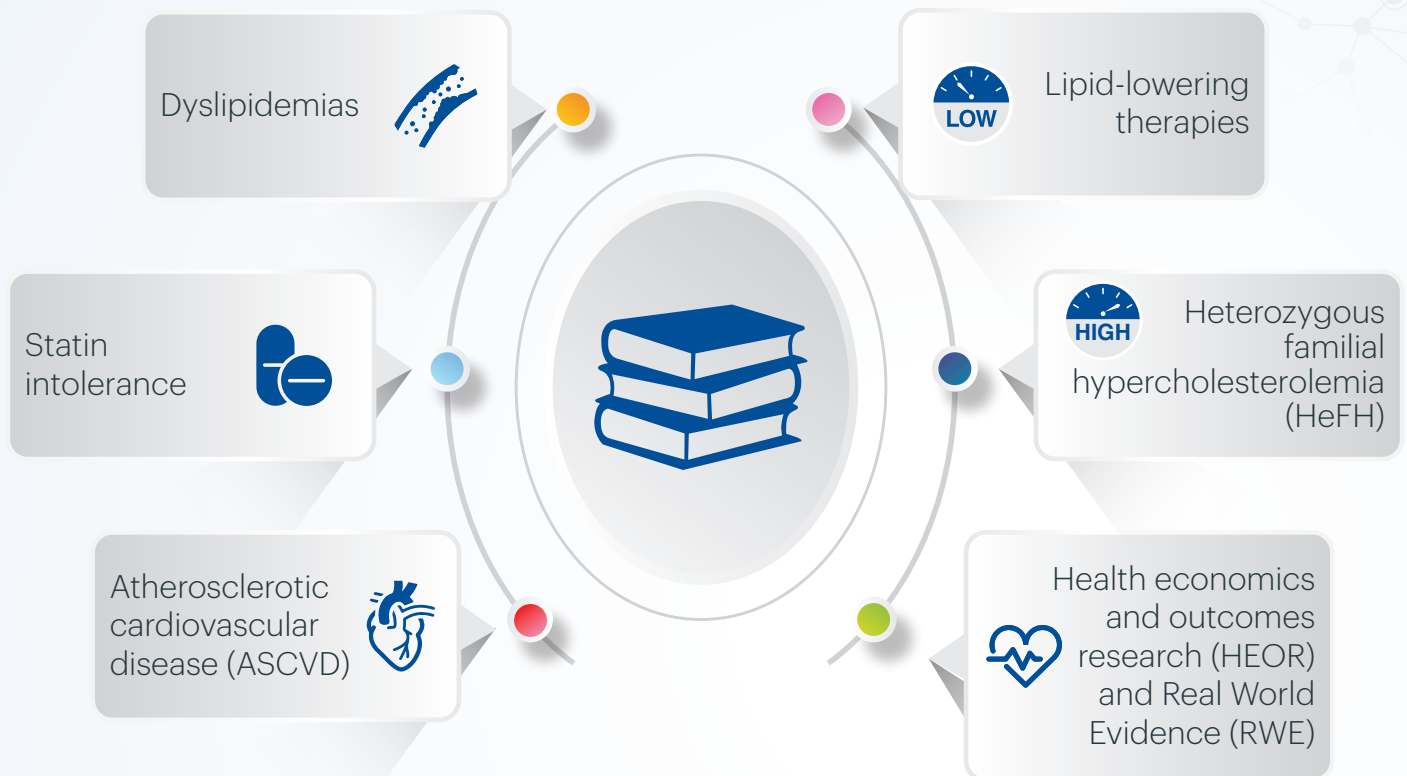 Dyslipidemias
LOW
Lipid-lowering
therapies
Statin
intolerance
HIGH
Heterozygous
familial
hypercholesterolemia
(HeFH)
Atherosclerotic
cardiovascular
disease (ASCVD)
Health economics
and outcomes
research (HEOR)
and Real World
Evidence (RWE)